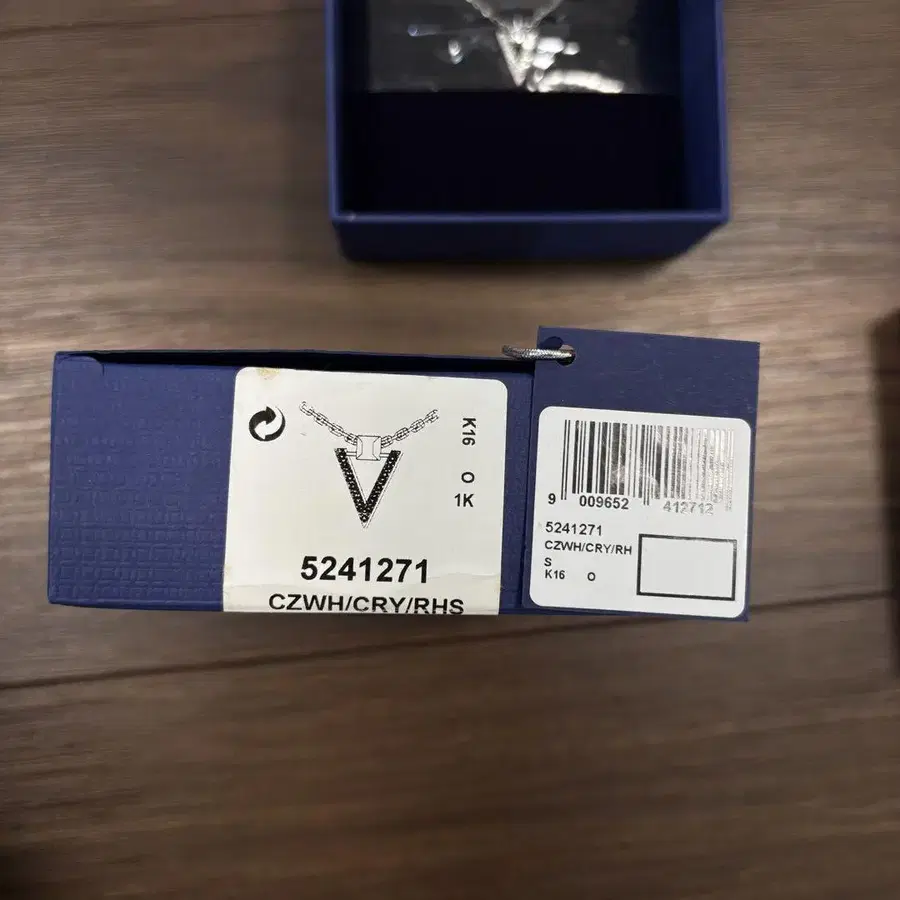 K16 O 1K
5241271
CZWH/CRY/RHS
9 009652 412712
5241271
CZWH/CRY/RH
S
K16 O